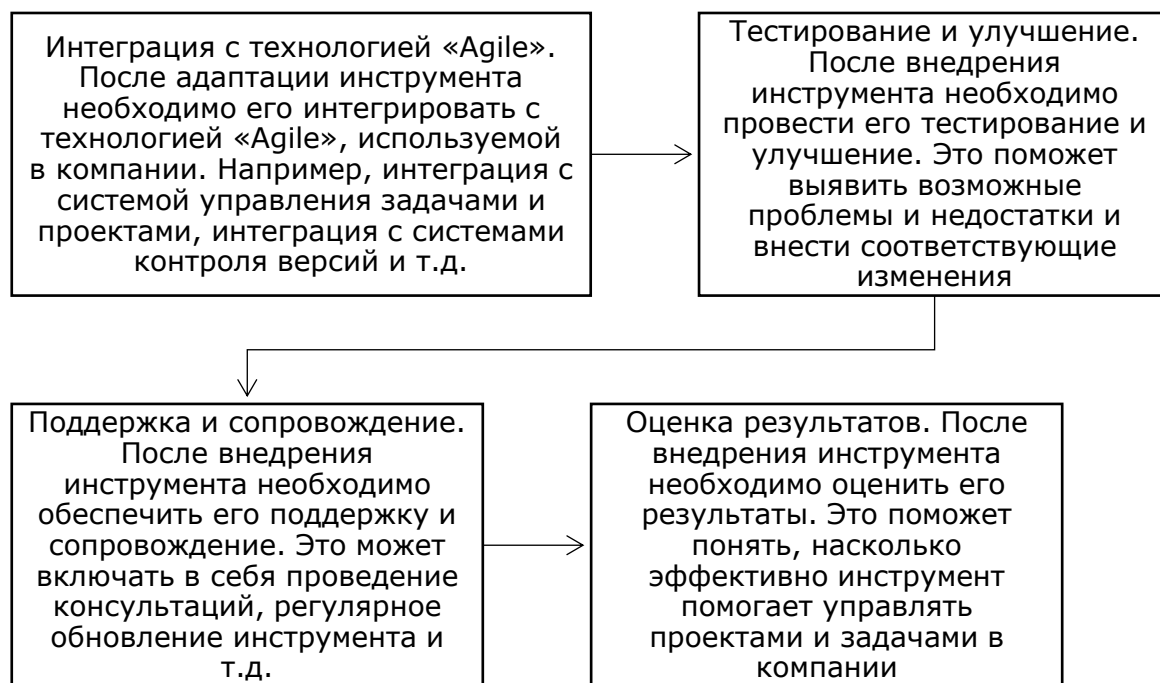 Интеграция с технологией «Agile».
После адаптации инструмента
необходимо его интегрировать с
технологией «Agile», используемой
в компании. Например, интеграция с
системой управления задачами и
проектами, интеграция с системами
контроля версий и т.д.
Тестирование и улучшение.
После внедрения
инструмента необходимо
провести его тестирование и
улучшение. Это поможет
выявить возможные
проблемы и недостатки и
внести соответствующие
изменения
Поддержка и сопровождение.
После внедрения
инструмента необходимо
обеспечить его поддержку и
сопровождение. Это может
включать в себя проведение
консультаций, регулярное
обновление инструмента и
т.д.
Оценка результатов. После
внедрения инструмента
необходимо оценить его
результаты. Это поможет
понять, насколько
эффективно инструмент
помогает управлять
проектами и задачами в
компании